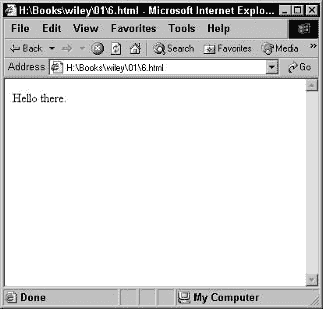 H:\Books\wiley\01\6.html - Microsoft Internet Explo...
File Edit View Favorites Tools Help
Back Search Favorites Media »
Address H:\Books\wiley\01\6.html Go
Hello there.
Done My Computer